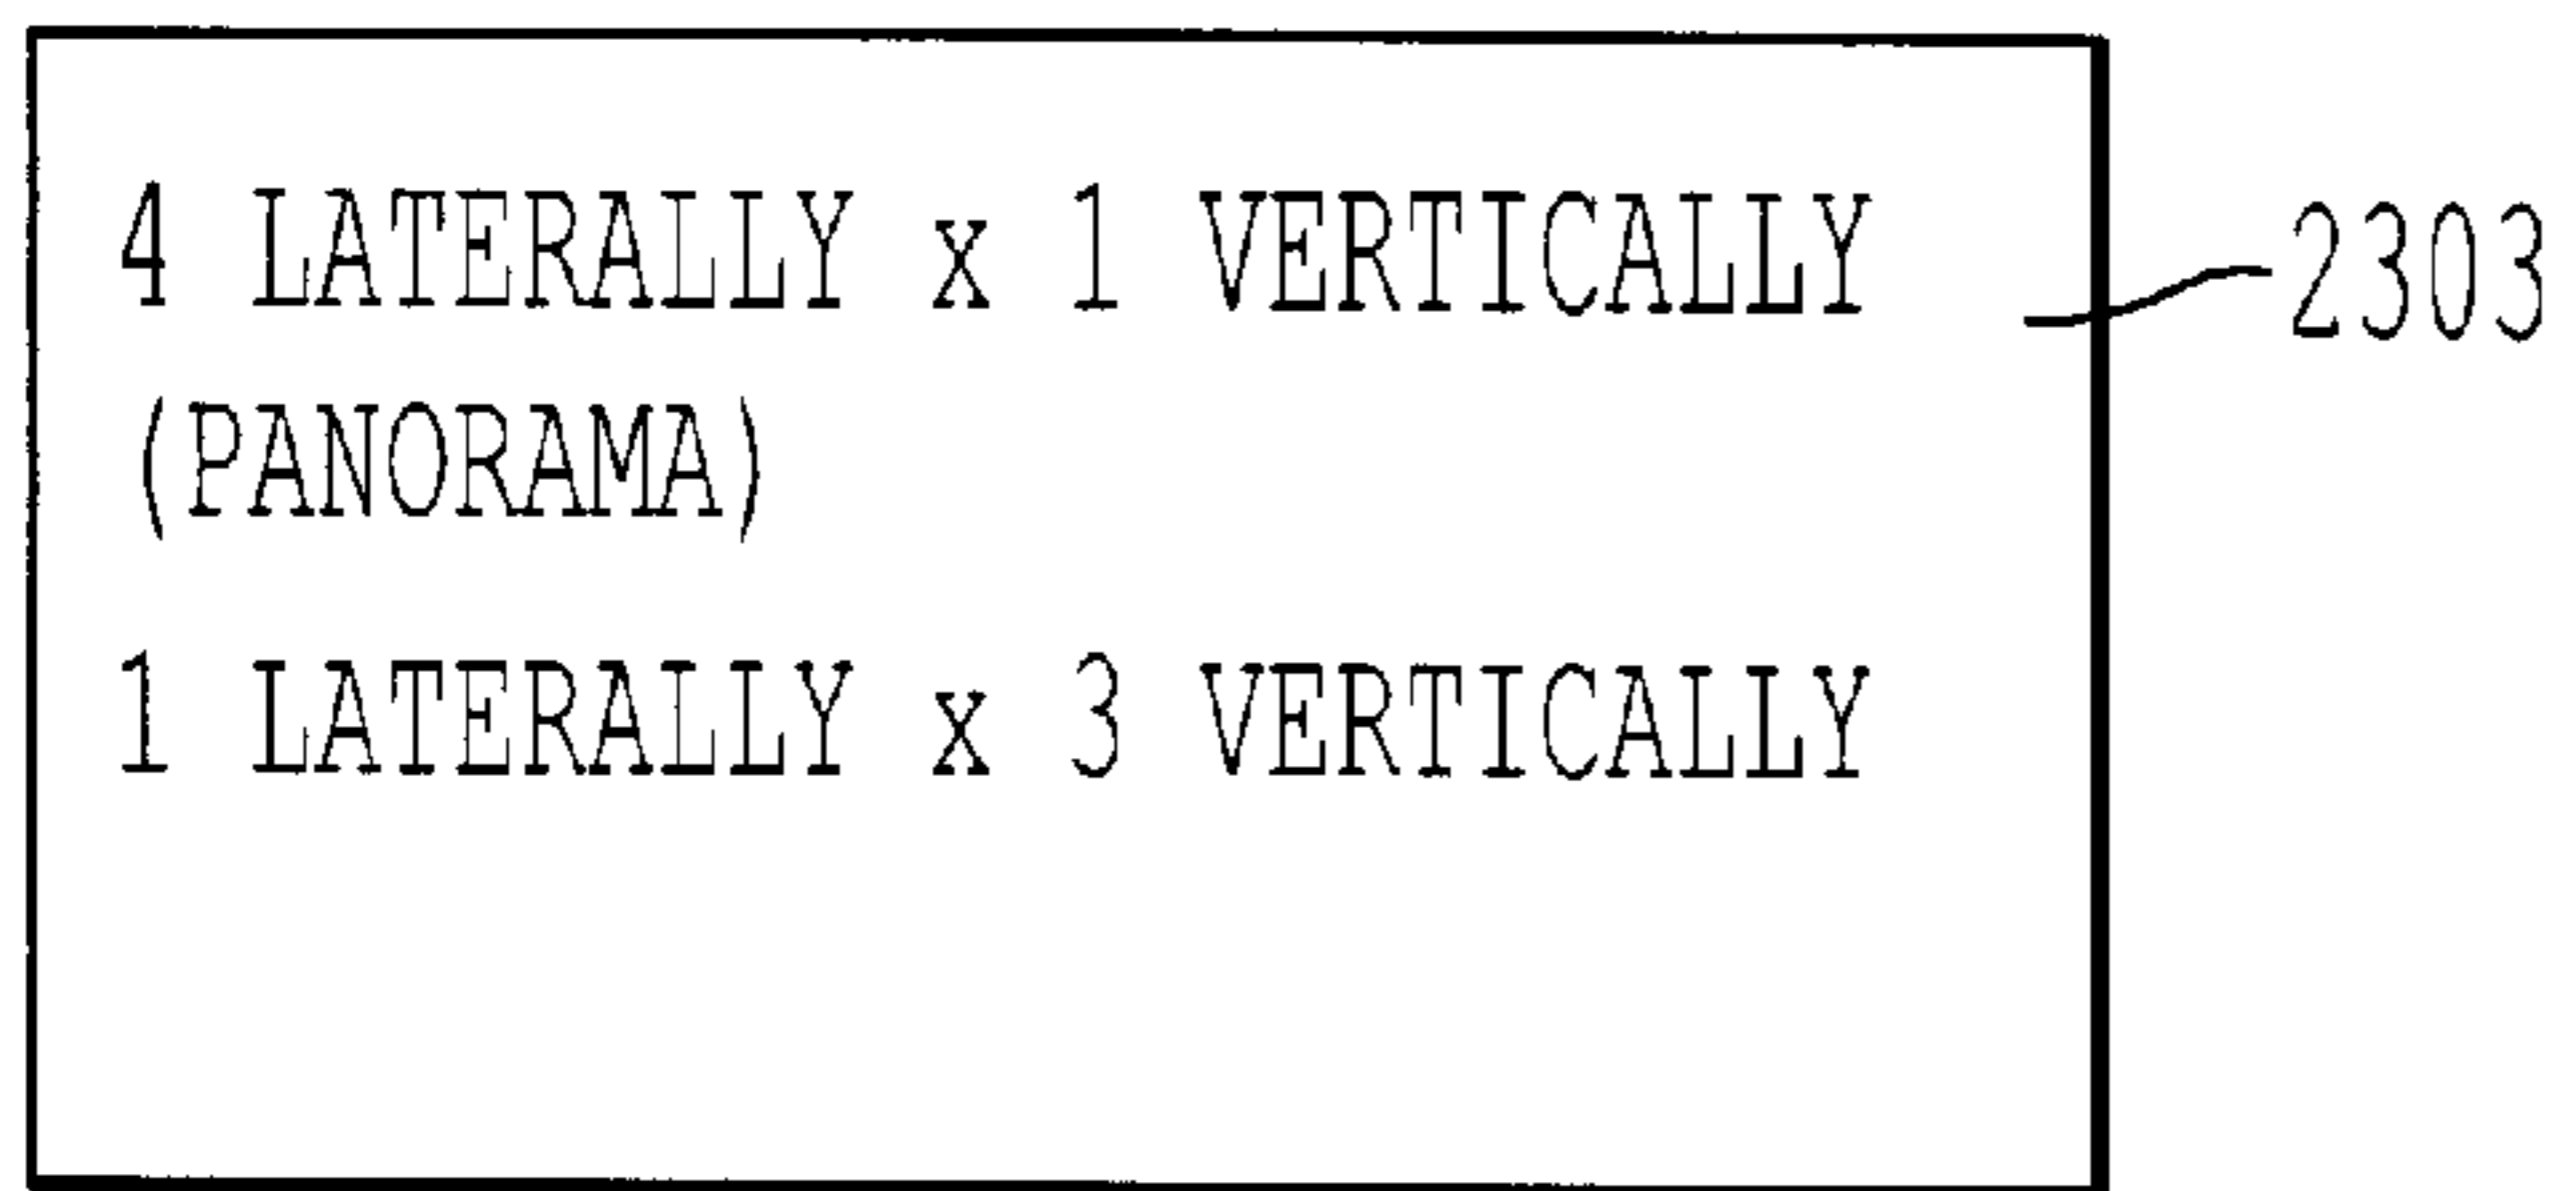 4 LATERALLY x 1 VERTICALLY
(PANORAMA)
1 LATERALLY x 3 VERTICALLY
2303